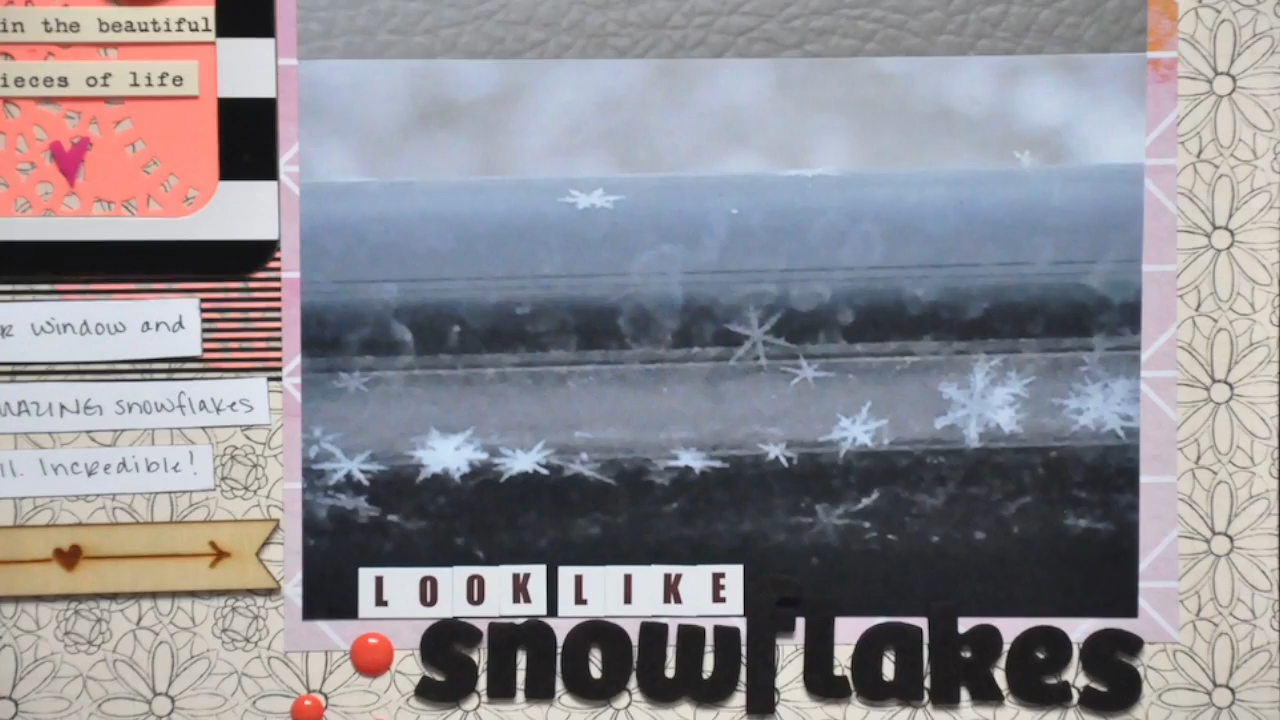 in the beautiful
ieces of life
R window and
MAZING snowflakes
ll. Incredible!
LOOK LIKE
snowflakes